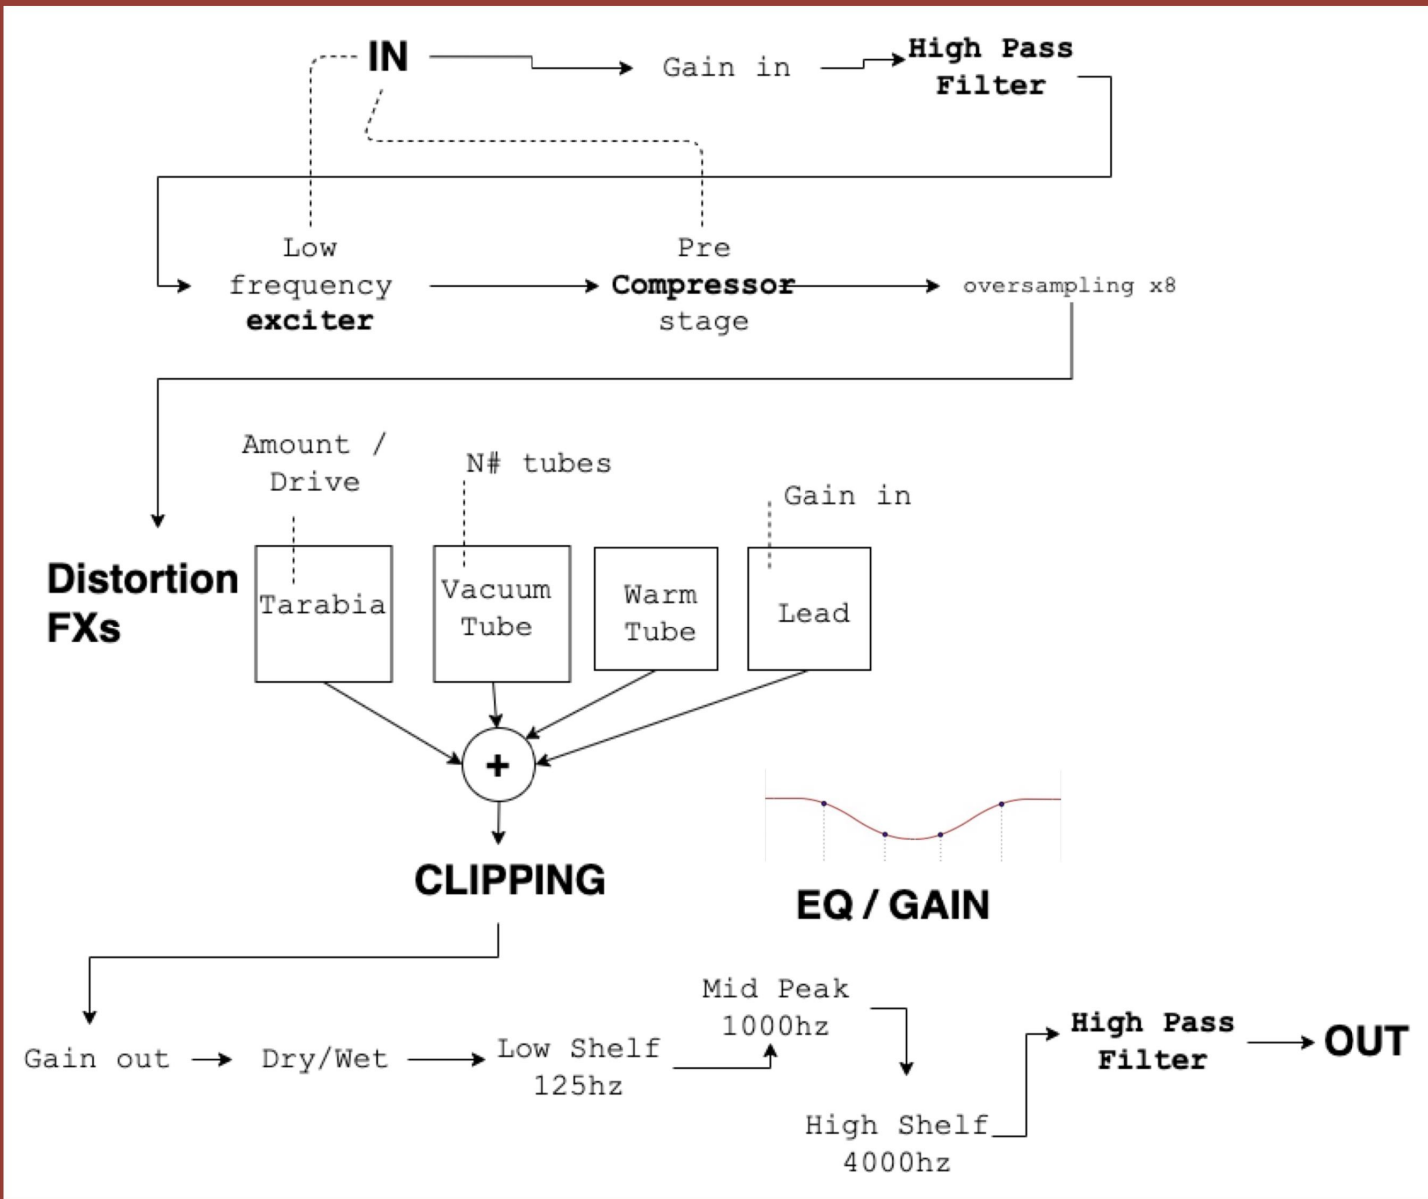 IN
Gain in
High Pass
Filter
Low
frequency
exciter
Pre
Compressor
stage
oversampling x8
Amount /
Drive
N# tubes
Gain in
Distortion
FXs
Tarabia
Vacuum
Tube
Warm
Tube
Lead
+
CLIPPING
EQ / GAIN
Gain out
Dry/Wet
Low Shelf
125hz
Mid Peak
1000hz
High Shelf
4000hz
High Pass
Filter
OUT